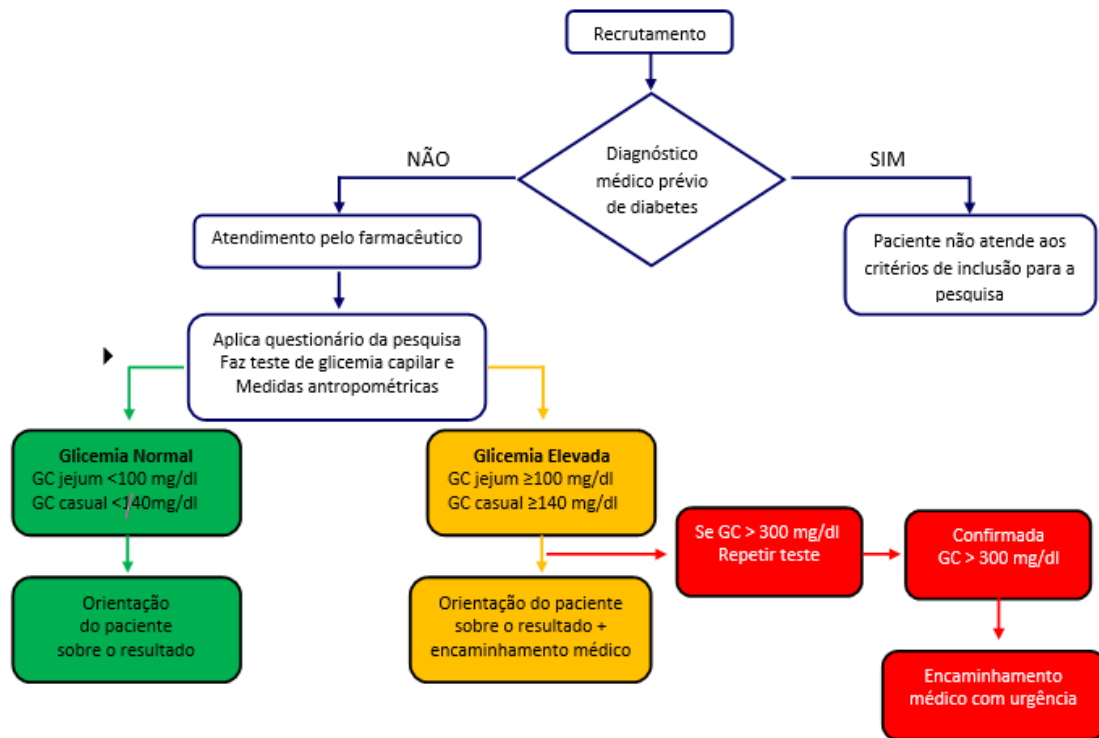 Recrutamento
Diagnóstico
médico prévio
de diabetes
NÃO
SIM
Atendimento pelo farmacêutico
Paciente não atende aos
critérios de inclusão para a
pesquisa
Aplica questionário da pesquisa
Faz teste de glicemia capilar e
Medidas antropométricas
Glicemia Normal
GC jejum <100 mg/dl
GC casual <140mg/dl
Glicemia Elevada
GC jejum ≥100 mg/dl
GC casual ≥140 mg/dl
Se GC > 300 mg/dl
Repetir teste
Confirmada
GC > 300 mg/dl
Orientação
do paciente
sobre o resultado
Orientação do paciente
sobre o resultado +
encaminhamento médico
Encaminhamento
médico com urgência